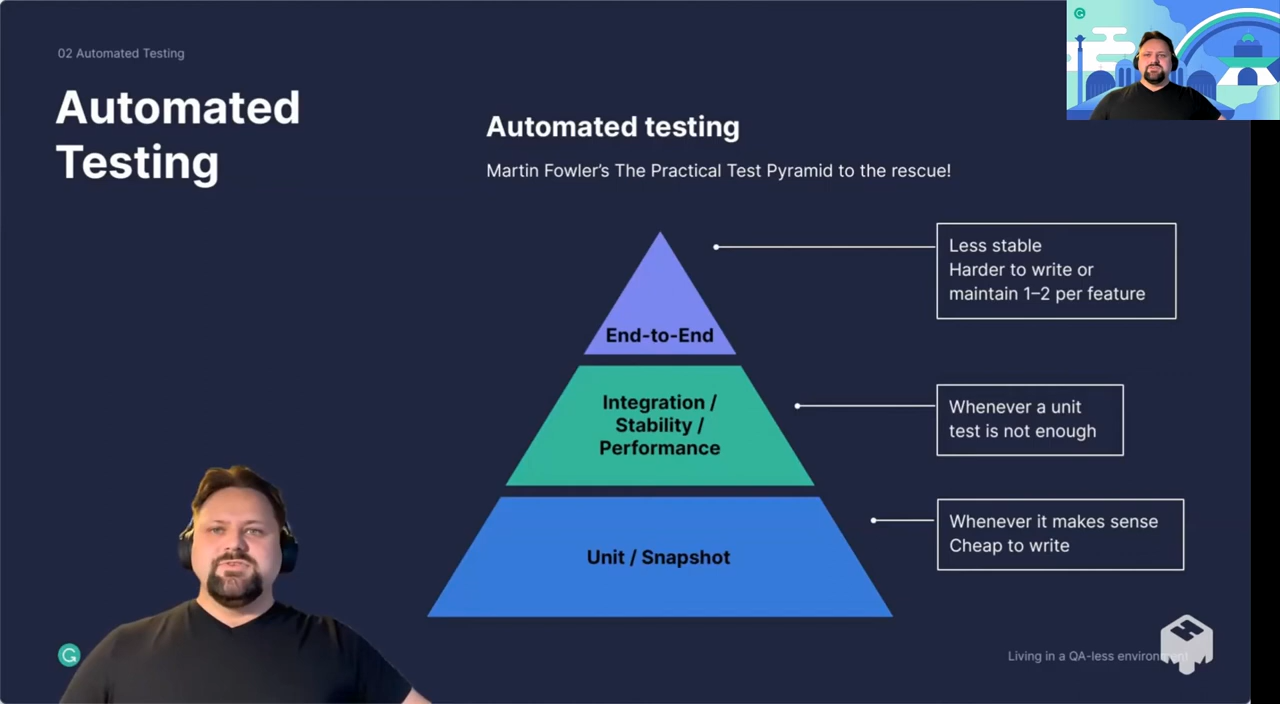 02 Automated Testing
Automated
Testing
Automated testing
Martin Fowler’s The Practical Test Pyramid to the rescue!
Less stable
Harder to write or
maintain 1–2 per feature
End-to-End
Integration /
Stability /
Performance
Whenever a unit
test is not enough
Unit / Snapshot
Whenever it makes sense
Cheap to write
Living in a QA-less environment